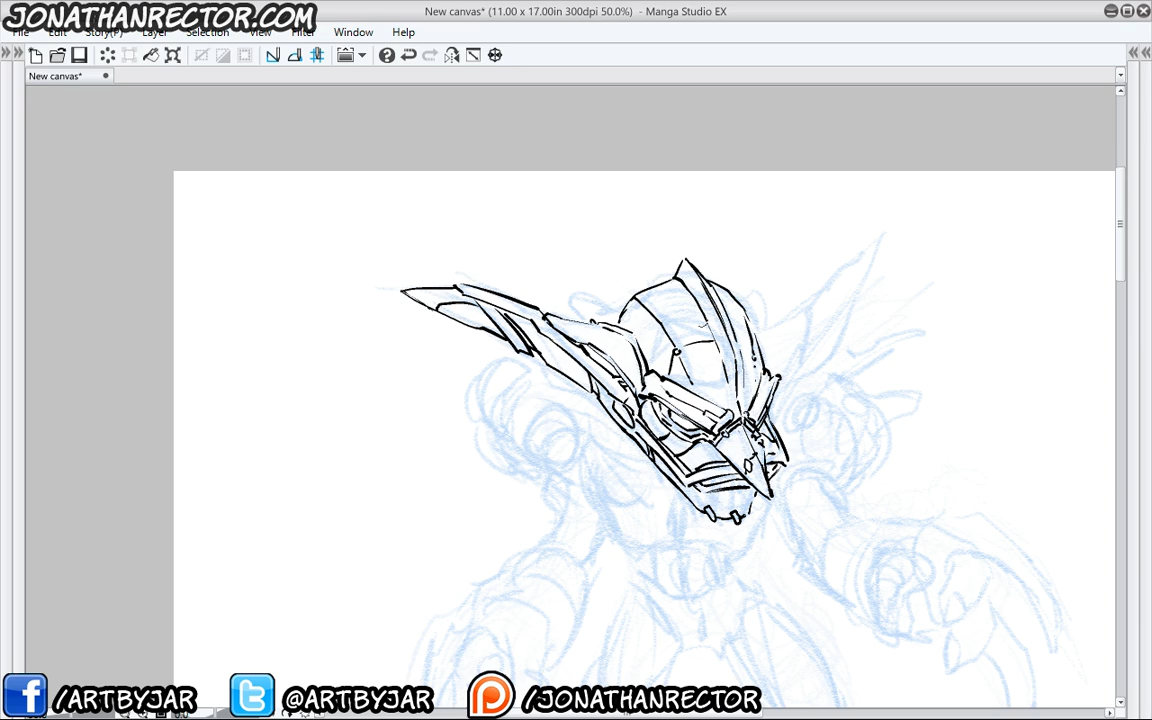 JONATHANRECTOR.COM
New canvas* (11.00 x 17.00in 300dpi 50.0%) - Manga Studio EX
File Edit Story(P) Layer Selection View Filter Window Help
New canvas*
/ARTBYJAR @ARTBYJAR /JONATHANRECTOR